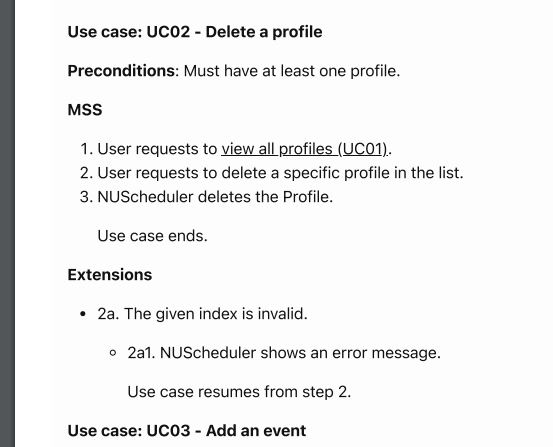 Use case: UC02 - Delete a profile
Preconditions: Must have at least one profile.
MSS
1. User requests to view all profiles (UC01).
2. User requests to delete a specific profile in the list.
3. NUScheduler deletes the Profile.
Use case ends.
Extensions
• 2a. The given index is invalid.
◦ 2a1. NUScheduler shows an error message.
Use case resumes from step 2.
Use case: UC03 - Add an event